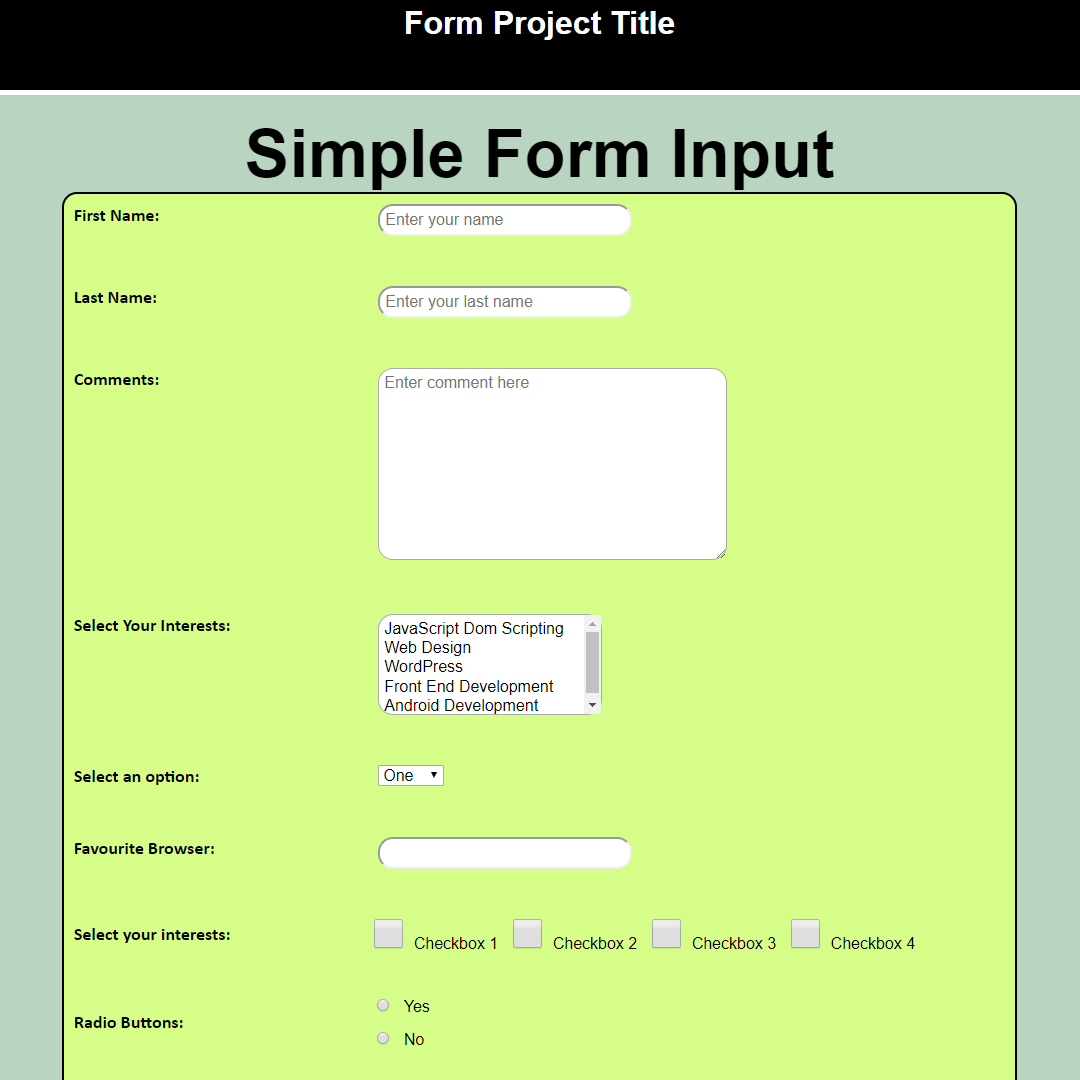 Form Project Title
Simple Form Input
First Name:
Enter your name
Last Name:
Enter your last name
Comments:
Enter comment here
Select Your Interests:
JavaScript Dom Scripting
Web Design
WordPress
Front End Development
Android Development
Select an option:
One
Favourite Browser:
Select your interests:
Checkbox 1 Checkbox 2 Checkbox 3 Checkbox 4
Radio Buttons:
Yes
No